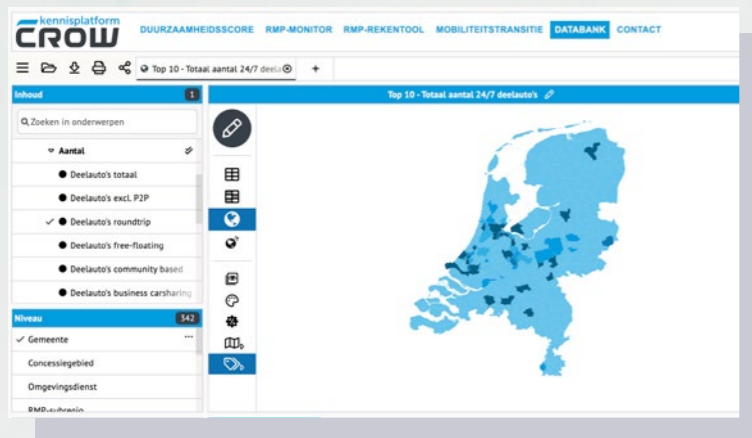 kennisplatform
CROW
DUURZAAMHEIDSSCORE RMP-MONITOR RMP-REKENTOOL MOBILITEITSTRANSITIE DATABANK CONTACT
Top 10 - Totaal aantal 24/7 deela
Inhoud 1
Top 10 - Totaal aantal 24/7 deelauto's
Zoeken in onderwerpen
Aantal
Deelauto's totaal
Deelauto's excl. P2P
Deelauto's roundtrip
Deelauto's free-floating
Deelauto's community based
Deelauto's business carsharing
Niveau 342
Gemeente
Concessiegebied
Omgevingsdienst
RMP-subregio